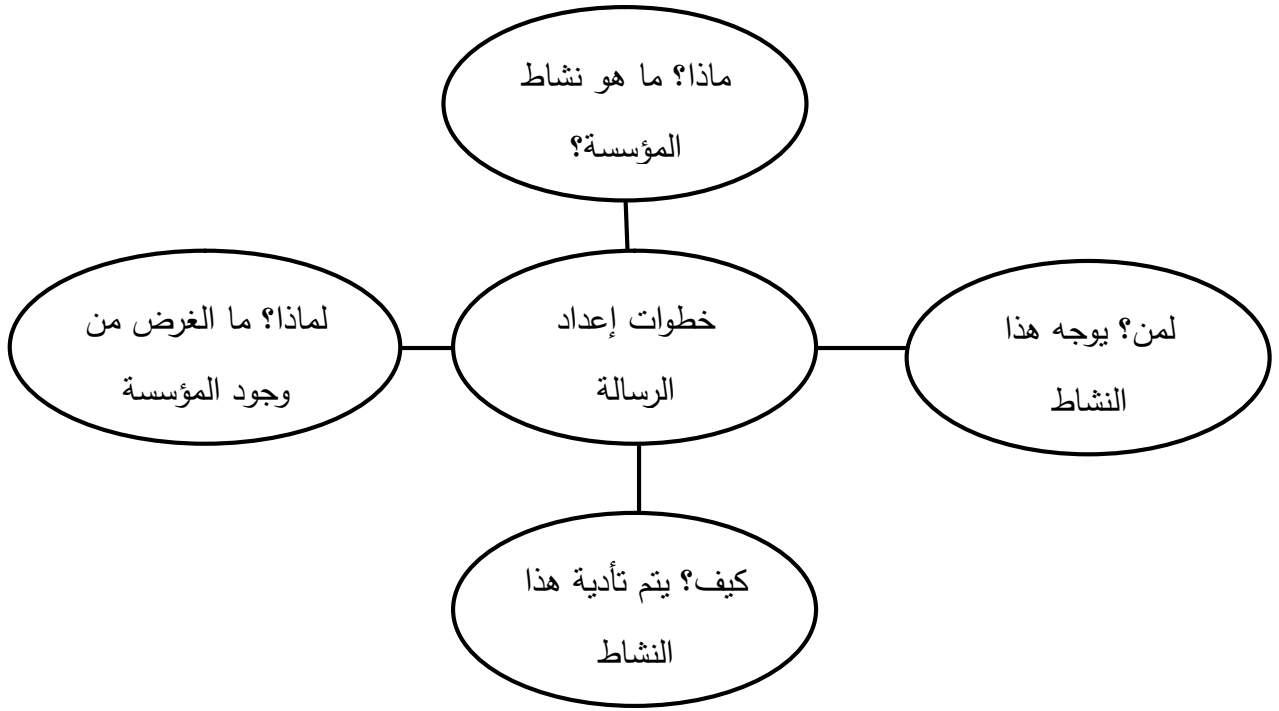 ماذا؟ ما هو نشاط
المؤسسة؟
خطوات إعداد
الرسالة
لمن؟ يوجه هذا
النشاط
لماذا؟ ما الغرض من
وجود المؤسسة
كيف؟ يتم تأدية هذا
النشاط